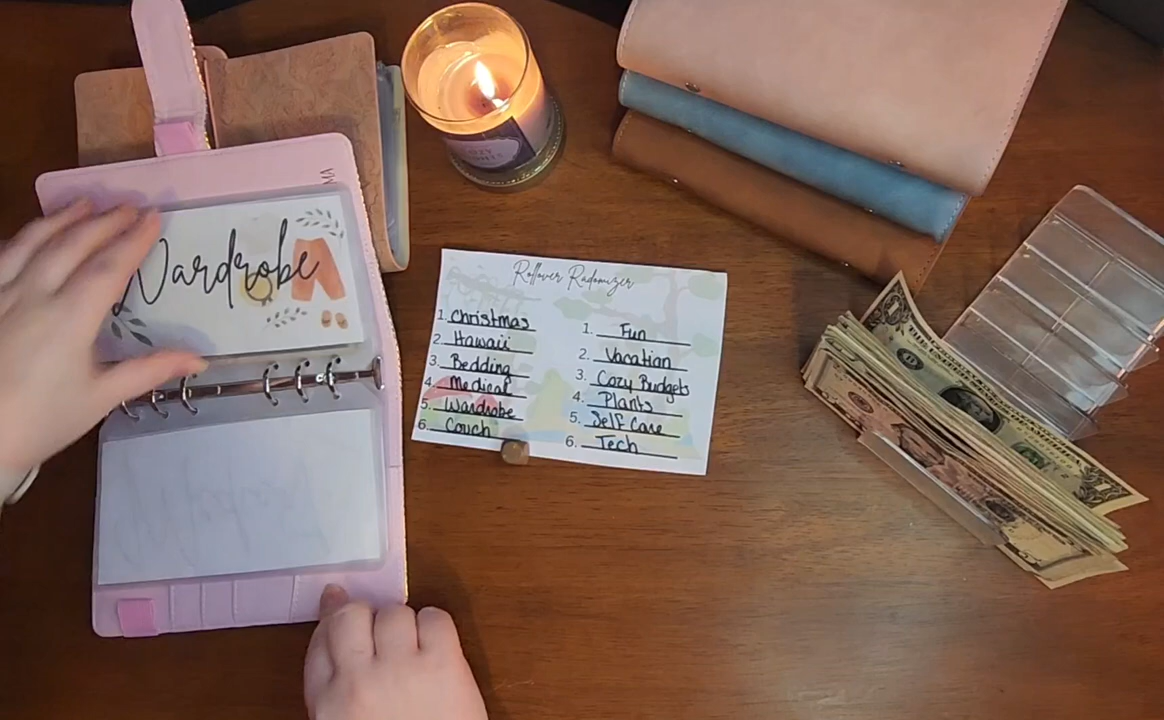 Wardrobe
COZY
Rollover Radomizer
1. Christmas
2. Hawaii
3. Bedding
4. Medical
5. Wardrobe
6. Couch
1. Fun
2. Vacation
3. Cozy Budgets
4. Plants
5. Self Care
6. Tech